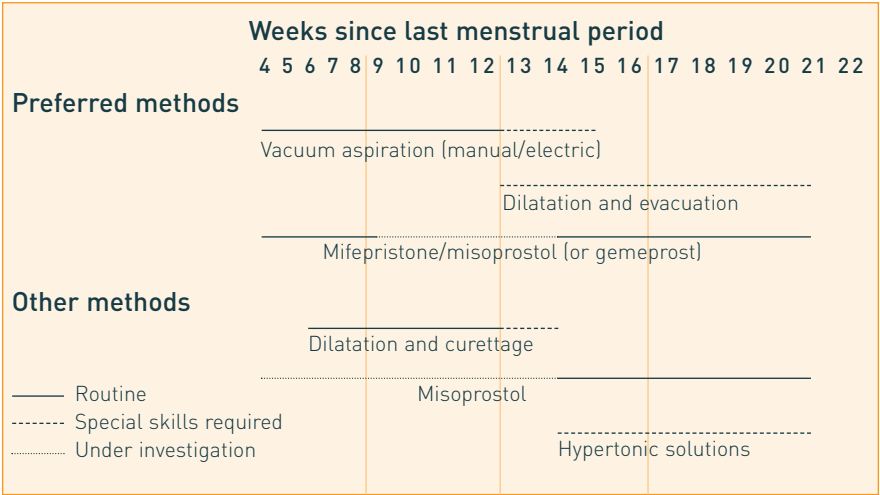 Weeks since last menstrual period
4 5 6 7 8 9 10 11 12 13 14 15 16 17 18 19 20 21 22
Preferred methods
Vacuum aspiration (manual/electric)
Dilatation and evacuation
Mifepristone/misoprostol (or gemeprost)
Other methods
Dilatation and curettage
Routine
Misoprostol
Special skills required
Under investigation
Hypertonic solutions